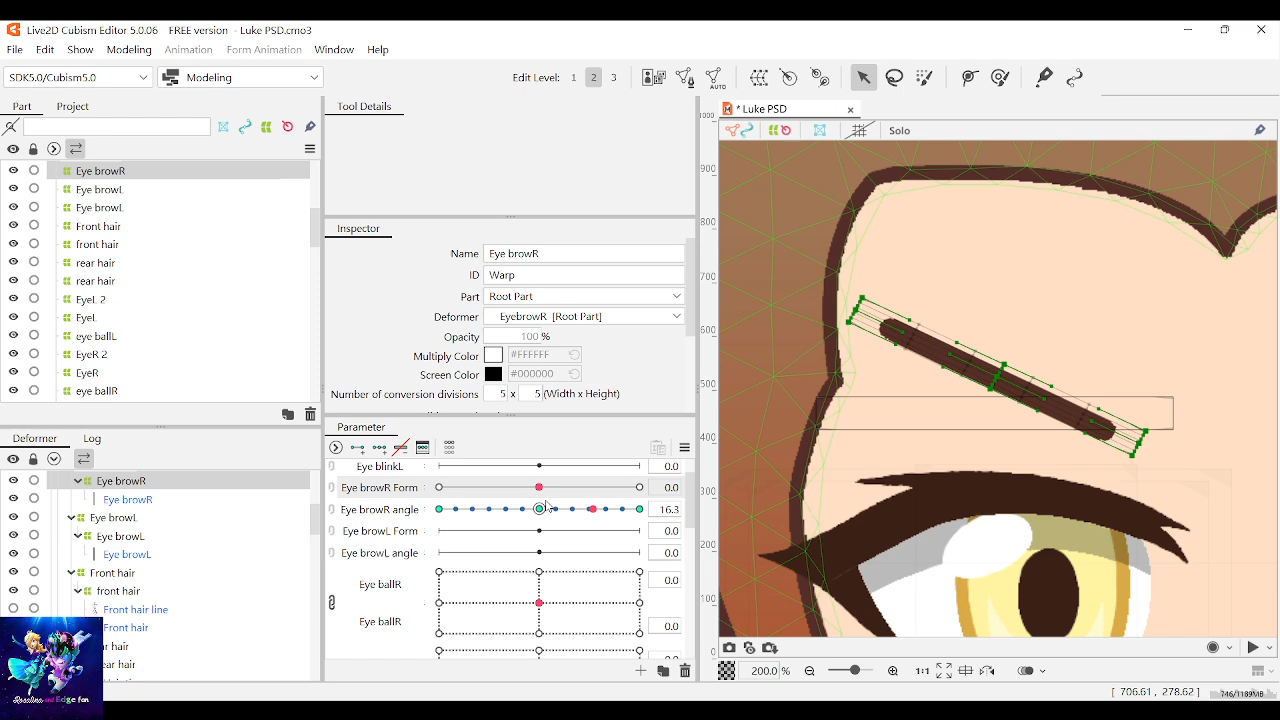 Live2D Cubism Editor 5.0.06 FREE version - Luke PSD.cmo3
File Edit Show Modeling Animation Form Animation Window Help
SDK5.0/Cubism5.0 Modeling Edit Level: 1 2 3 AUTO
Part Project
Tool Details
* Luke PSD
Solo
Eye browR
Eye browL
Eye browL
Front hair
front hair
rear hair
rear hair
EyeL 2
EyeL
eye ballL
EyeR 2
EyeR
eye ballR
Inspector
Name Eye browR
ID Warp
Part Root Part
Deformer EyebrowR [Root Part]
Opacity 100 %
Multiply Color #FFFFFF
Screen Color #000000
Number of conversion divisions 5 x 5 (Width x Height)
Deformer Log
Eye browR
Eye browR
Eye browL
Eye browL
Eye browL
Front hair
front hair
Front hair line
Front hair
ar hair
ear hair
Parameter
Eye blinkL : 0.0
Eye browR Form : 0.0
Eye browR angle : 16.3
Eye browL Form : 0.0
Eye browL angle : 0.0
Eye ballR 0.0
Eye ballR 0.0
1000
900
800
700
600
500
400
300
200
100
0
200.0 % 1:1
[ 706.61, 278.62 ] 746/1189MB